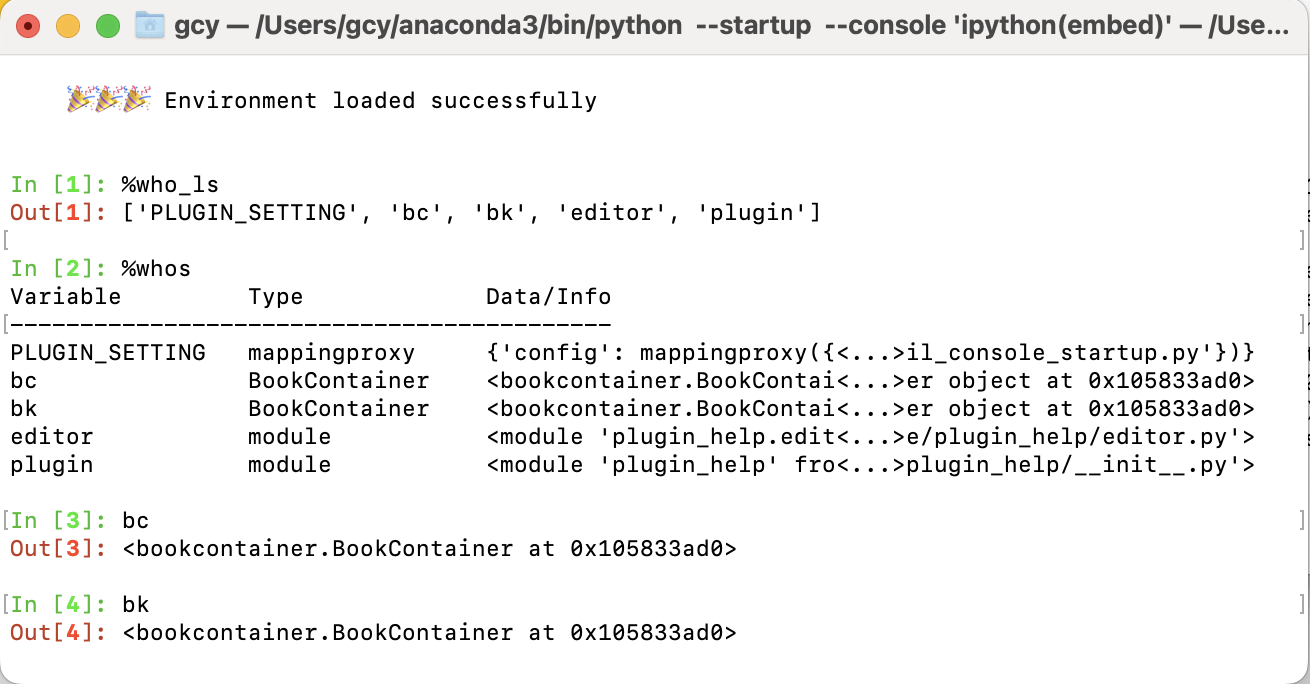 gcy — /Users/gcy/anaconda3/bin/python --startup --console 'ipython(embed)' — /Use...
🎉🎉🎉 Environment loaded successfully
In [1]: %who_ls
Out[1]: ['PLUGIN_SETTING', 'bc', 'bk', 'editor', 'plugin']
[ ]
In [2]: %whos
Variable         Type             Data/Info
[-------------------------------------------]
PLUGIN_SETTING   mappingproxy     {'config': mappingproxy({<...>il_console_startup.py'})}
bc               BookContainer    <bookcontainer.BookContai<...>er object at 0x105833ad0>
bk               BookContainer    <bookcontainer.BookContai<...>er object at 0x105833ad0>
editor           module           <module 'plugin_help.edit<...>e/plugin_help/editor.py'>
plugin           module           <module 'plugin_help' fro<...>plugin_help/__init__.py'>
[In [3]: bc ]
Out[3]: <bookcontainer.BookContainer at 0x105833ad0>
[In [4]: bk ]
Out[4]: <bookcontainer.BookContainer at 0x105833ad0>